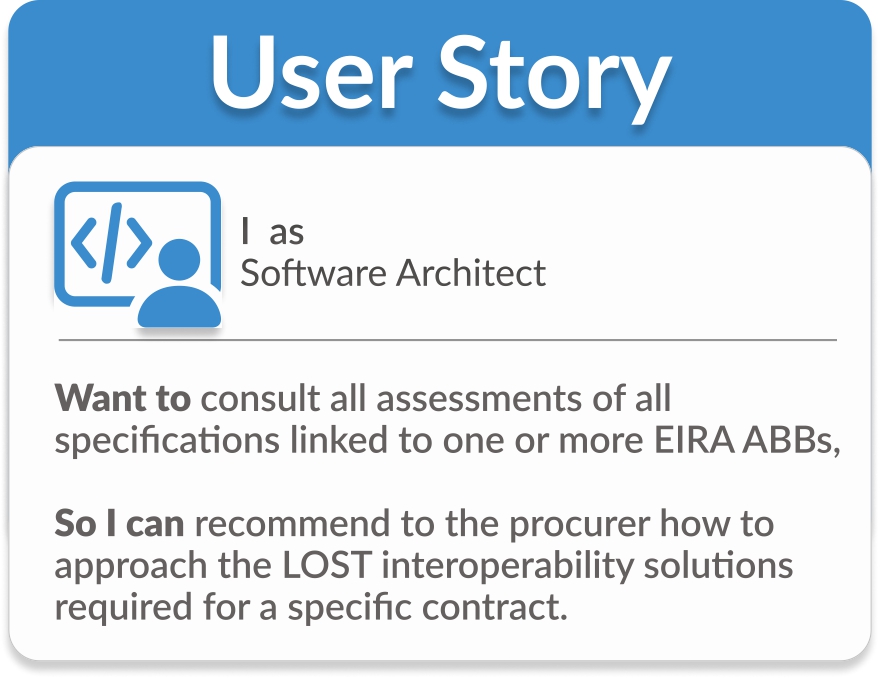 User Story
</>
I as
Software Architect
Want to consult all assessments of all
specifications linked to one or more EIRA ABBs,
So I can recommend to the procurer how to
approach the LOST interoperability solutions
required for a specific contract.